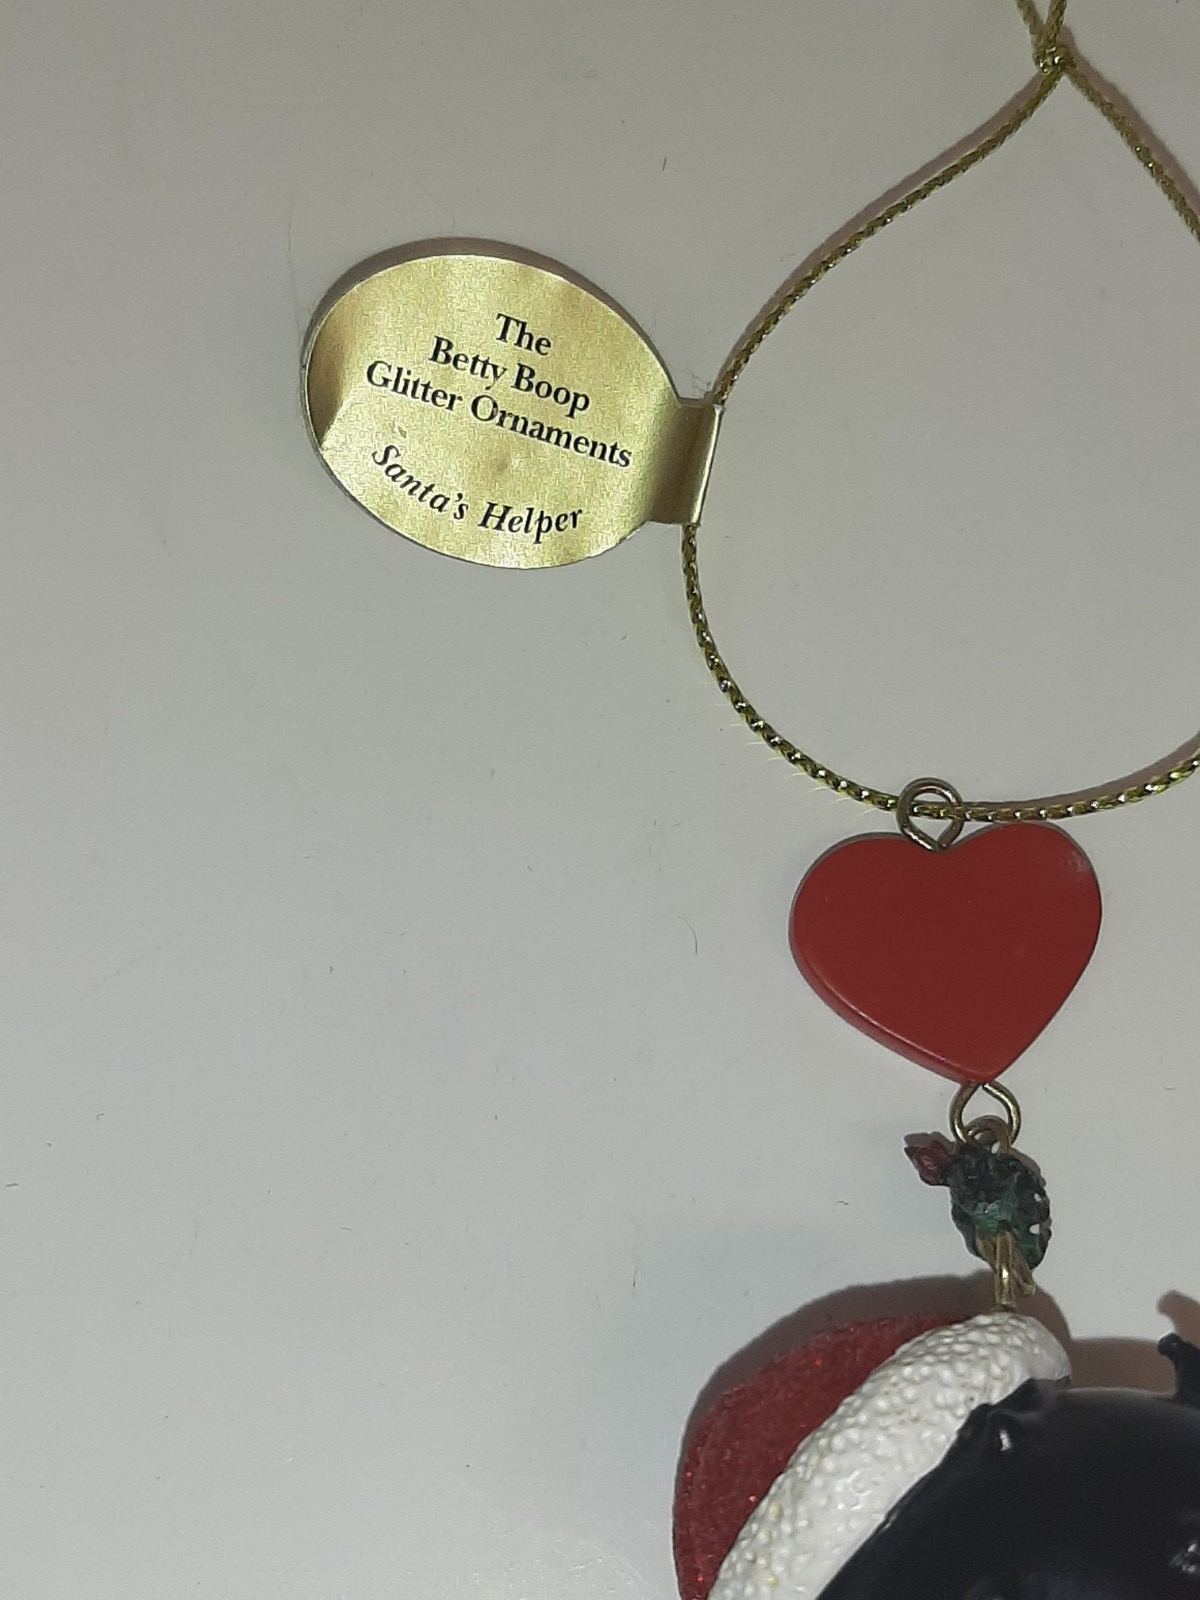 The
Betty Boop
Glitter Ornaments
Santa's Helper